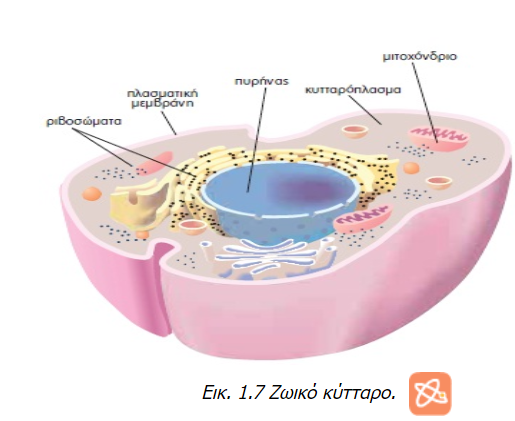 μιτοχόνδριο
πυρήνας
κυτταρόπλασμα
πλασματική
μεμβράνη
ριβοσώματα
Εικ. 1.7 Ζωικό κύτταρο.